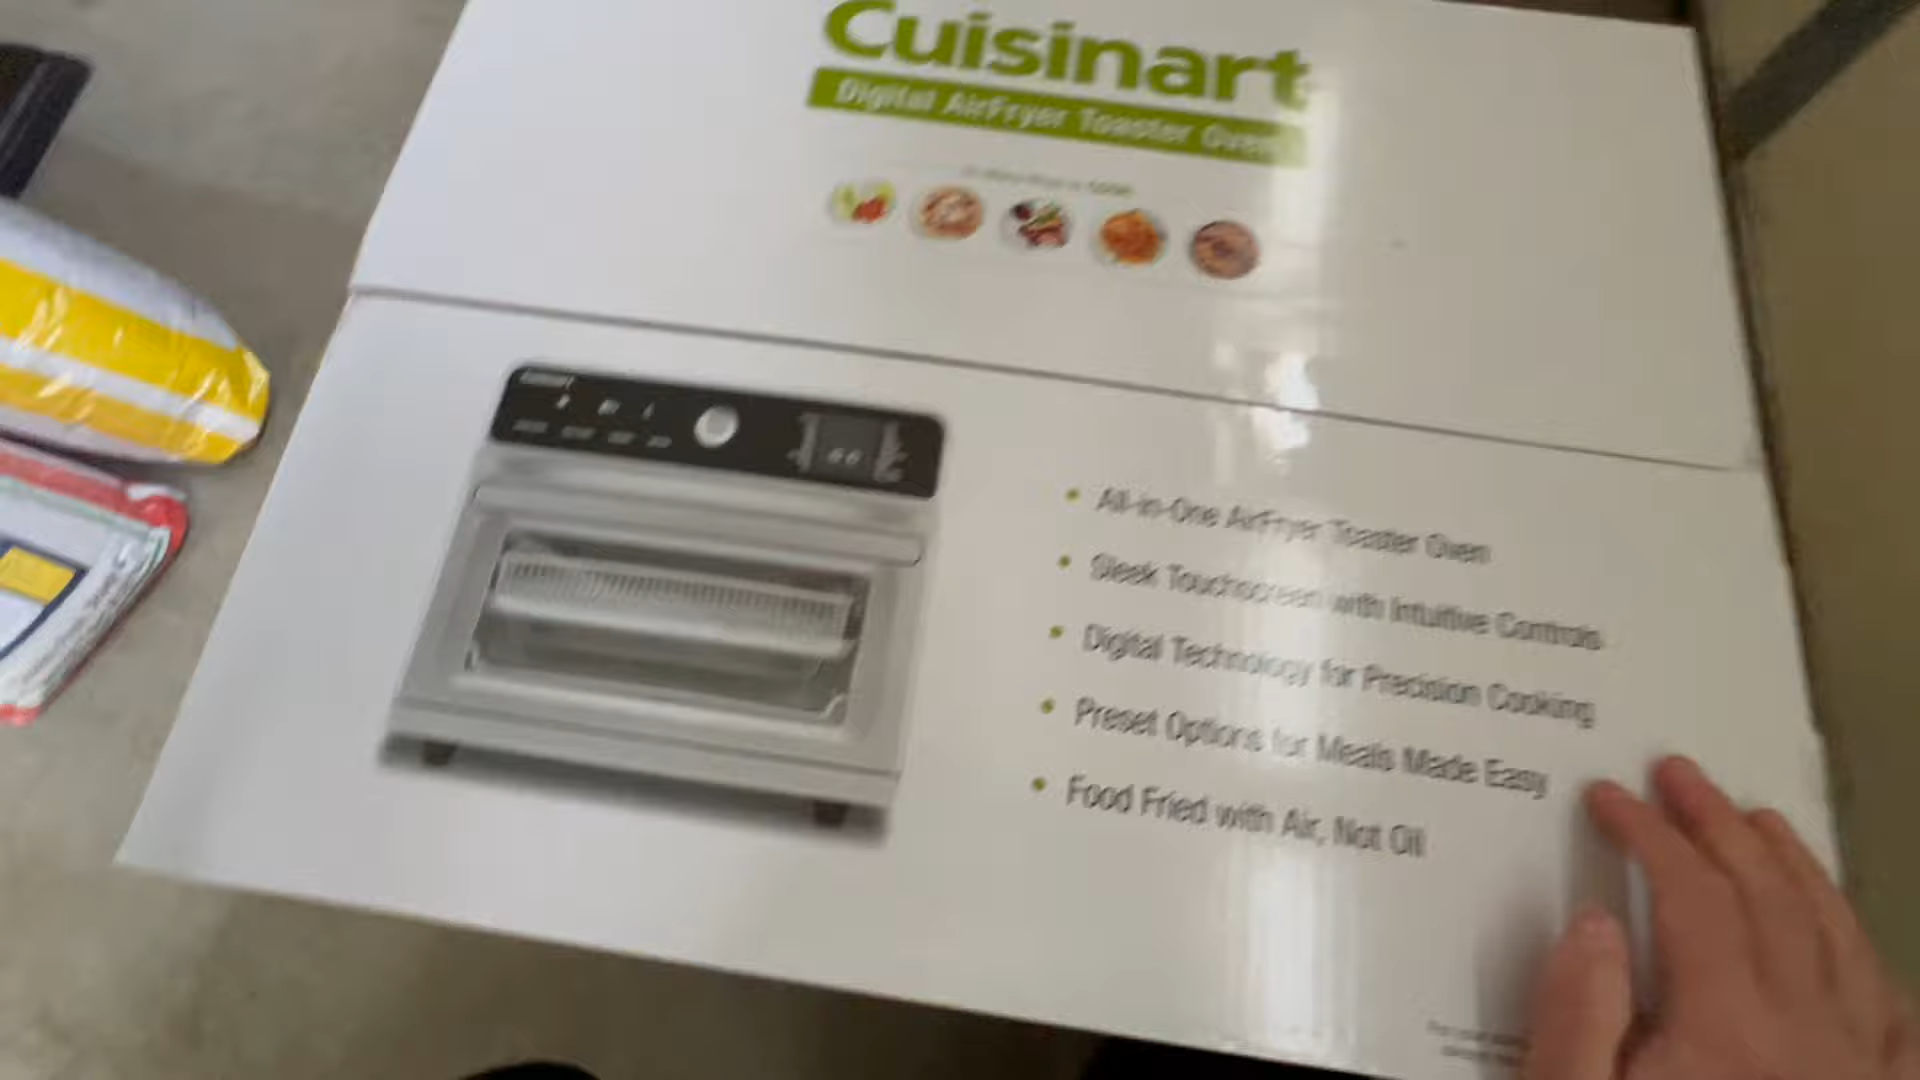 Cuisinart
Digital AirFryer Toaster Oven
All-in-One AirFryer Toaster Oven
Sleek Touchscreen with Intuitive Controls
Digital Technology for Precision Cooking
Preset Options for Meals Made Easy
Food Fried with Air, Not Oil